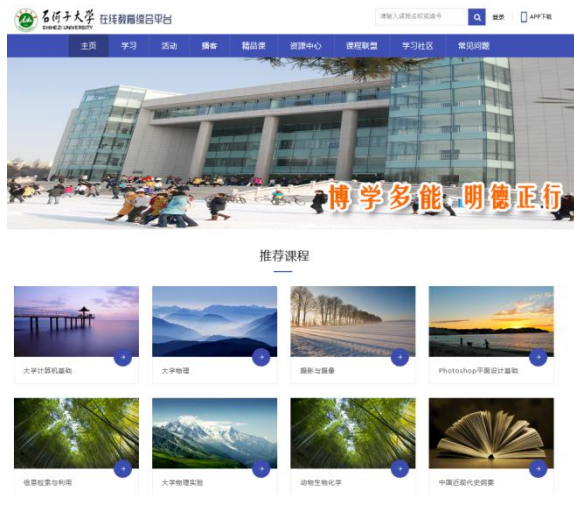 石河子大学 在线教育综合平台
SHIHEZI UNIVERSITY
请输入课程名称或编号
登录
APP下载
主页 学习 活动 播客 精品课 资源中心 课程联盟 学习社区 常见问题
博学多能 明德正行
推荐课程
大学计算机基础 大学物理 摄影与摄像 Photoshop平面设计基础
信息检索与利用 大学物理实验 动物生物化学 中国近现代史纲要